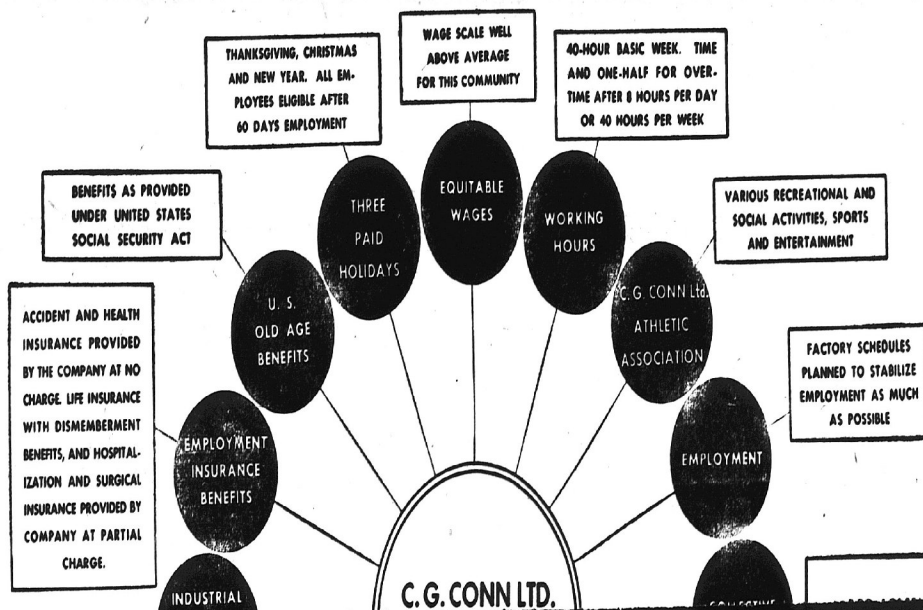 WAGE SCALE WELL
ABOVE AVERAGE
FOR THIS COMMUNITY
THANKSGIVING, CHRISTMAS
AND NEW YEAR. ALL EM-
PLOYEES ELIGIBLE AFTER
60 DAYS EMPLOYMENT
40-HOUR BASIC WEEK. TIME
AND ONE-HALF FOR OVER-
TIME AFTER 8 HOURS PER DAY
OR 40 HOURS PER WEEK
BENEFITS AS PROVIDED
UNDER UNITED STATES
SOCIAL SECURITY ACT
THREE
PAID
HOLIDAYS
EQUITABLE
WAGES
WORKING
HOURS
VARIOUS RECREATIONAL AND
SOCIAL ACTIVITIES, SPORTS
AND ENTERTAINMENT
U. S.
OLD AGE
BENEFITS
C. G. CONN Ltd.
ATHLETIC
ASSOCIATION
ACCIDENT AND HEALTH
INSURANCE PROVIDED
BY THE COMPANY AT NO
CHARGE. LIFE INSURANCE
WITH DISMEMBERMENT
BENEFITS, AND HOSPITAL-
IZATION AND SURGICAL
INSURANCE PROVIDED BY
COMPANY AT PARTIAL
CHARGE.
FACTORY SCHEDULES
PLANNED TO STABILIZE
EMPLOYMENT AS MUCH
AS POSSIBLE
EMPLOYMENT
INSURANCE
BENEFITS
EMPLOYMENT
INDUSTRIAL
C. G. CONN LTD.
COLLECTIVE